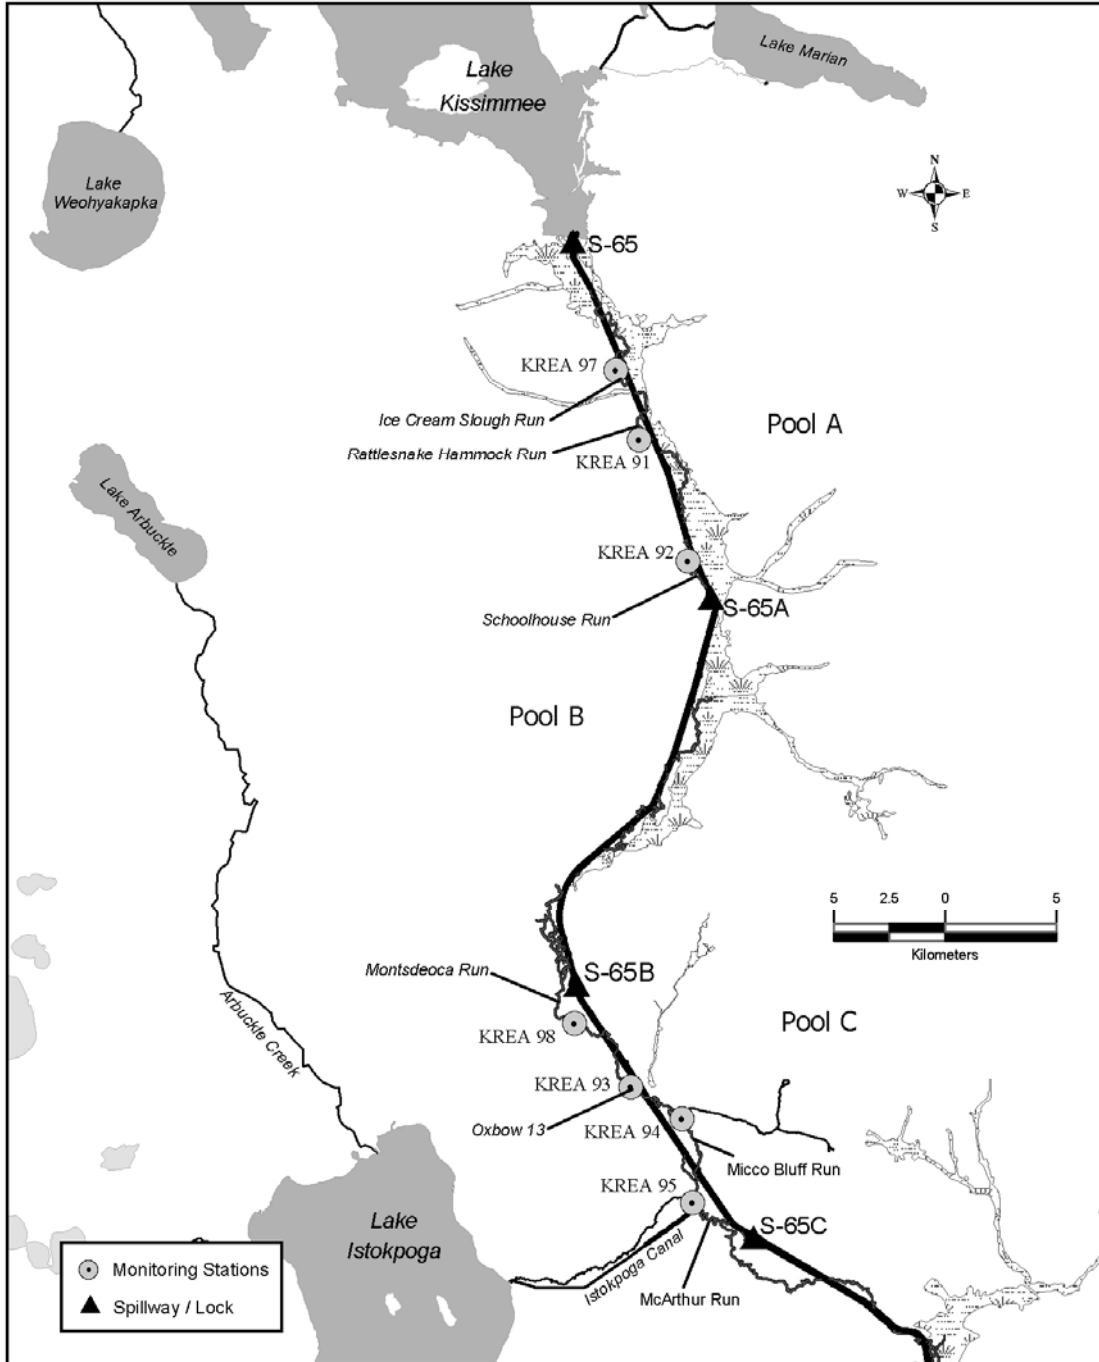 Lake Marian
Lake
Kissimmee
Lake
Weohyakapka
N
W E
S
S-65
KREA 97
Ice Cream Slough Run
Pool A
Rattlesnake Hammock Run
KREA 91
Lake Arbuckle
KREA 92
S-65A
Schoolhouse Run
Pool B
5 2.5 0 5
Kilometers
Montsdeoca Run
S-65B
Arbuckle Creek
KREA 98
Pool C
KREA 93
Oxbow 13
KREA 94
Micco Bluff Run
KREA 95
Lake
Istokpoga
S-65C
Istokpoga Canal
McArthur Run
Monitoring Stations
Spillway / Lock